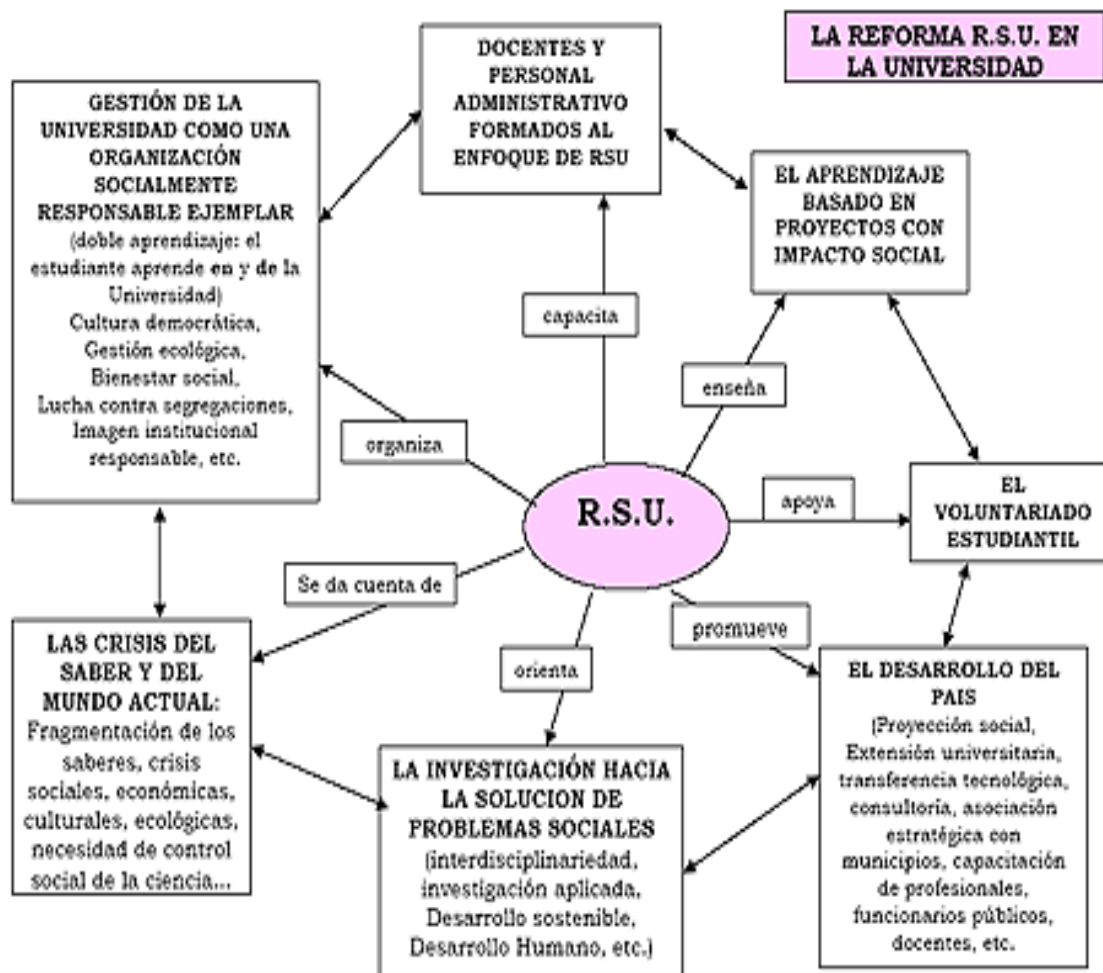 LA REFORMA R.S.U. EN
LA UNIVERSIDAD
DOCENTES Y
PERSONAL
ADMINISTRATIVO
FORMADOS AL
ENFOQUE DE RSU
GESTIÓN DE LA
UNIVERSIDAD COMO UNA
ORGANIZACIÓN
SOCIALMENTE
RESPONSABLE EJEMPLAR
(doble aprendizaje: el
estudiante aprende en y de la
Universidad)
Cultura democrática,
Gestión ecológica,
Bienestar social,
Lucha contra segregaciones,
Imagen institucional
responsable, etc.
EL APRENDIZAJE
BASADO EN
PROYECTOS CON
IMPACTO SOCIAL
capacita
enseña
organiza
R.S.U.
apoya
EL
VOLUNTARIADO
ESTUDIANTIL
Se da cuenta de
orienta
promueve
LAS CRISIS DEL
SABER Y DEL
MUNDO ACTUAL:
Fragmentación de los
saberes, crisis
sociales, económicas,
culturales, ecológicas,
necesidad de control
social de la ciencia...
LA INVESTIGACIÓN HACIA
LA SOLUCION DE
PROBLEMAS SOCIALES
(interdisciplinariedad,
investigación aplicada,
Desarrollo sostenible,
Desarrollo Humano, etc.)
EL DESARROLLO DEL
PAIS
(Proyección social,
Extensión universitaria,
transferencia tecnológica,
consultoría, asociación
estratégica con
municipios, capacitación
de profesionales,
funcionarios públicos,
docentes, etc.